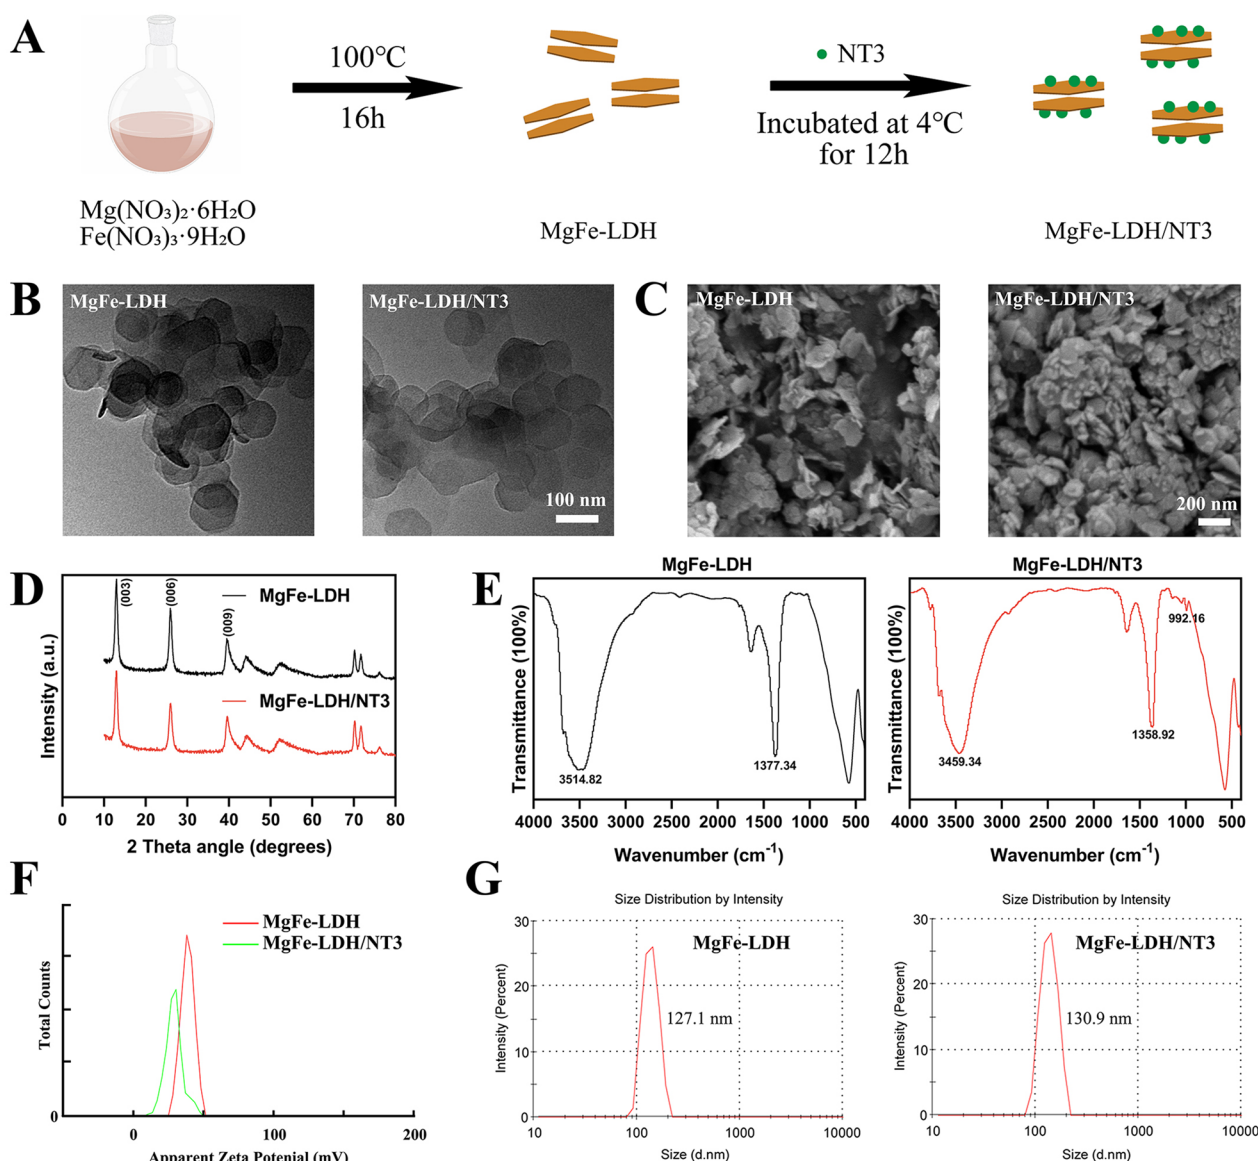 A
100℃
16h
NT3
Incubated at 4℃
for 12h
Mg(NO₃)₂·6H₂O
Fe(NO₃)₃·9H₂O
MgFe-LDH
MgFe-LDH/NT3
B
MgFe-LDH
MgFe-LDH/NT3
100 nm
C
MgFe-LDH
MgFe-LDH/NT3
200 nm
D
(003)
(006)
(009)
MgFe-LDH
MgFe-LDH/NT3
Intensity (a.u.)
0 10 20 30 40 50 60 70 80
2 Theta angle (degrees)
E
MgFe-LDH
Transmittance (100%)
3514.82
1377.34
4000 3500 3000 2500 2000 1500 1000 500
Wavenumber (cm⁻¹)
MgFe-LDH/NT3
Transmittance (100%)
992.16
1358.92
3459.34
4000 3500 3000 2500 2000 1500 1000 500
Wavenumber (cm⁻¹)
F
MgFe-LDH
MgFe-LDH/NT3
Total Counts
0
0 100 200
Apparent Zeta Potenial (mV)
G
Size Distribution by Intensity
MgFe-LDH
127.1 nm
Intensity (Percent)
30
20
10
0
10 100 1000 10000
Size (d.nm)
Size Distribution by Intensity
MgFe-LDH/NT3
130.9 nm
Intensity (Percent)
30
20
10
0
10 100 1000 10000
Size (d.nm)